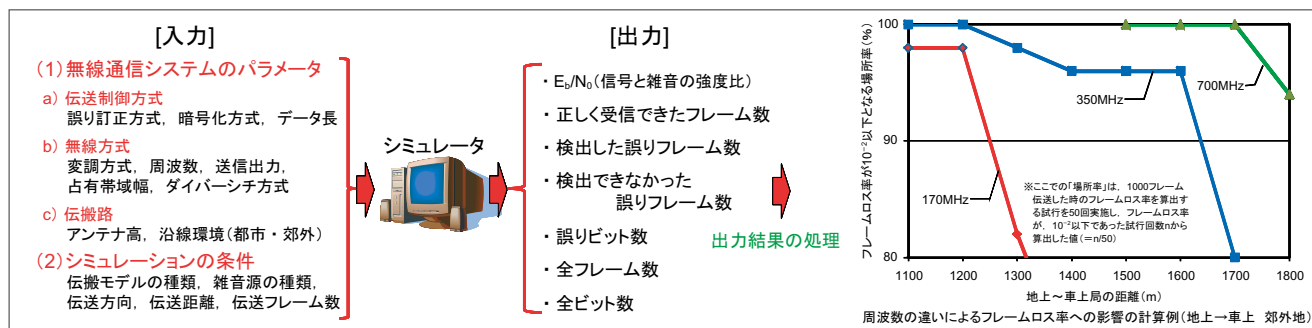 [入力]
(1)無線通信システムのパラメータ
a) 伝送制御方式
誤り訂正方式, 暗号化方式, データ長
b) 無線方式
変調方式, 周波数, 送信出力,
占有帯域幅, ダイバーシチ方式
c) 伝搬路
アンテナ高, 沿線環境(都市・郊外)
(2)シミュレーションの条件
伝搬モデルの種類, 雑音源の種類,
伝送方向, 伝送距離, 伝送フレーム数
シミュレータ
[出力]
・E_b/N_0(信号と雑音の強度比)
・正しく受信できたフレーム数
・検出した誤りフレーム数
・検出できなかった
誤りフレーム数
・誤りビット数
・全フレーム数
・全ビット数
出力結果の処理
フレームロス率が10⁻²以下となる場所率(%)
100
90
80
170MHz
350MHz
700MHz
※ここでの「場所率」は, 1000フレーム
伝送した時のフレームロス率を算出す
る試行を50回実施し, フレームロス率
が, 10⁻²以下であった試行回数nから
算出した値(=n/50)
1100 1200 1300 1400 1500 1600 1700 1800
地上~車上局の距離(m)
周波数の違いによるフレームロス率への影響の計算例(地上→車上 郊外地)